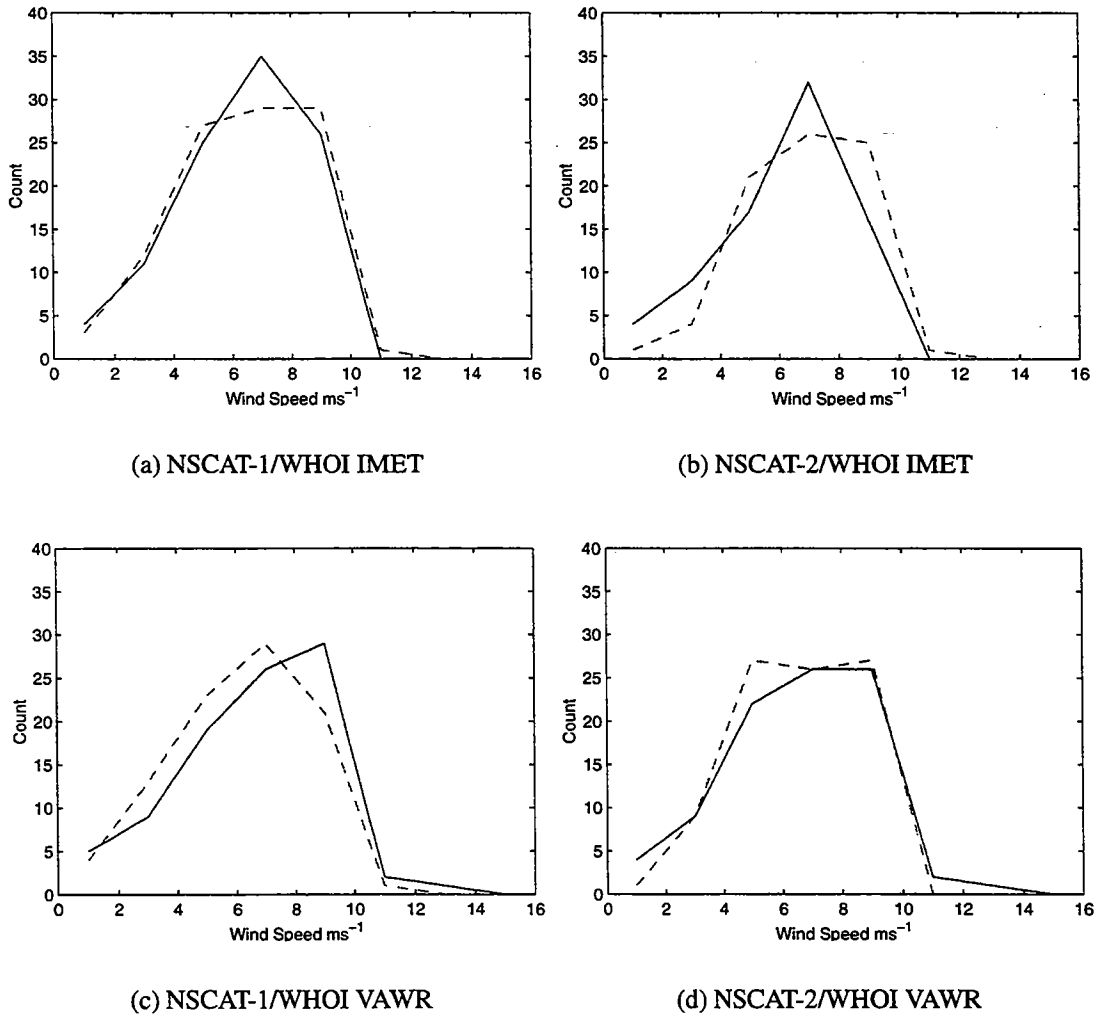 40
35
30
25
20
15
10
5
0
Count
0 2 4 6 8 10 12 14 16
Wind Speed ms⁻¹
(a) NSCAT-1/WHOI IMET
40
35
30
25
20
15
10
5
0
Count
0 2 4 6 8 10 12 14 16
Wind Speed ms⁻¹
(b) NSCAT-2/WHOI IMET
40
35
30
25
20
15
10
5
0
Count
0 2 4 6 8 10 12 14 16
Wind Speed ms⁻¹
(c) NSCAT-1/WHOI VAWR
40
35
30
25
20
15
10
5
0
Count
0 2 4 6 8 10 12 14 16
Wind Speed ms⁻¹
(d) NSCAT-2/WHOI VAWR